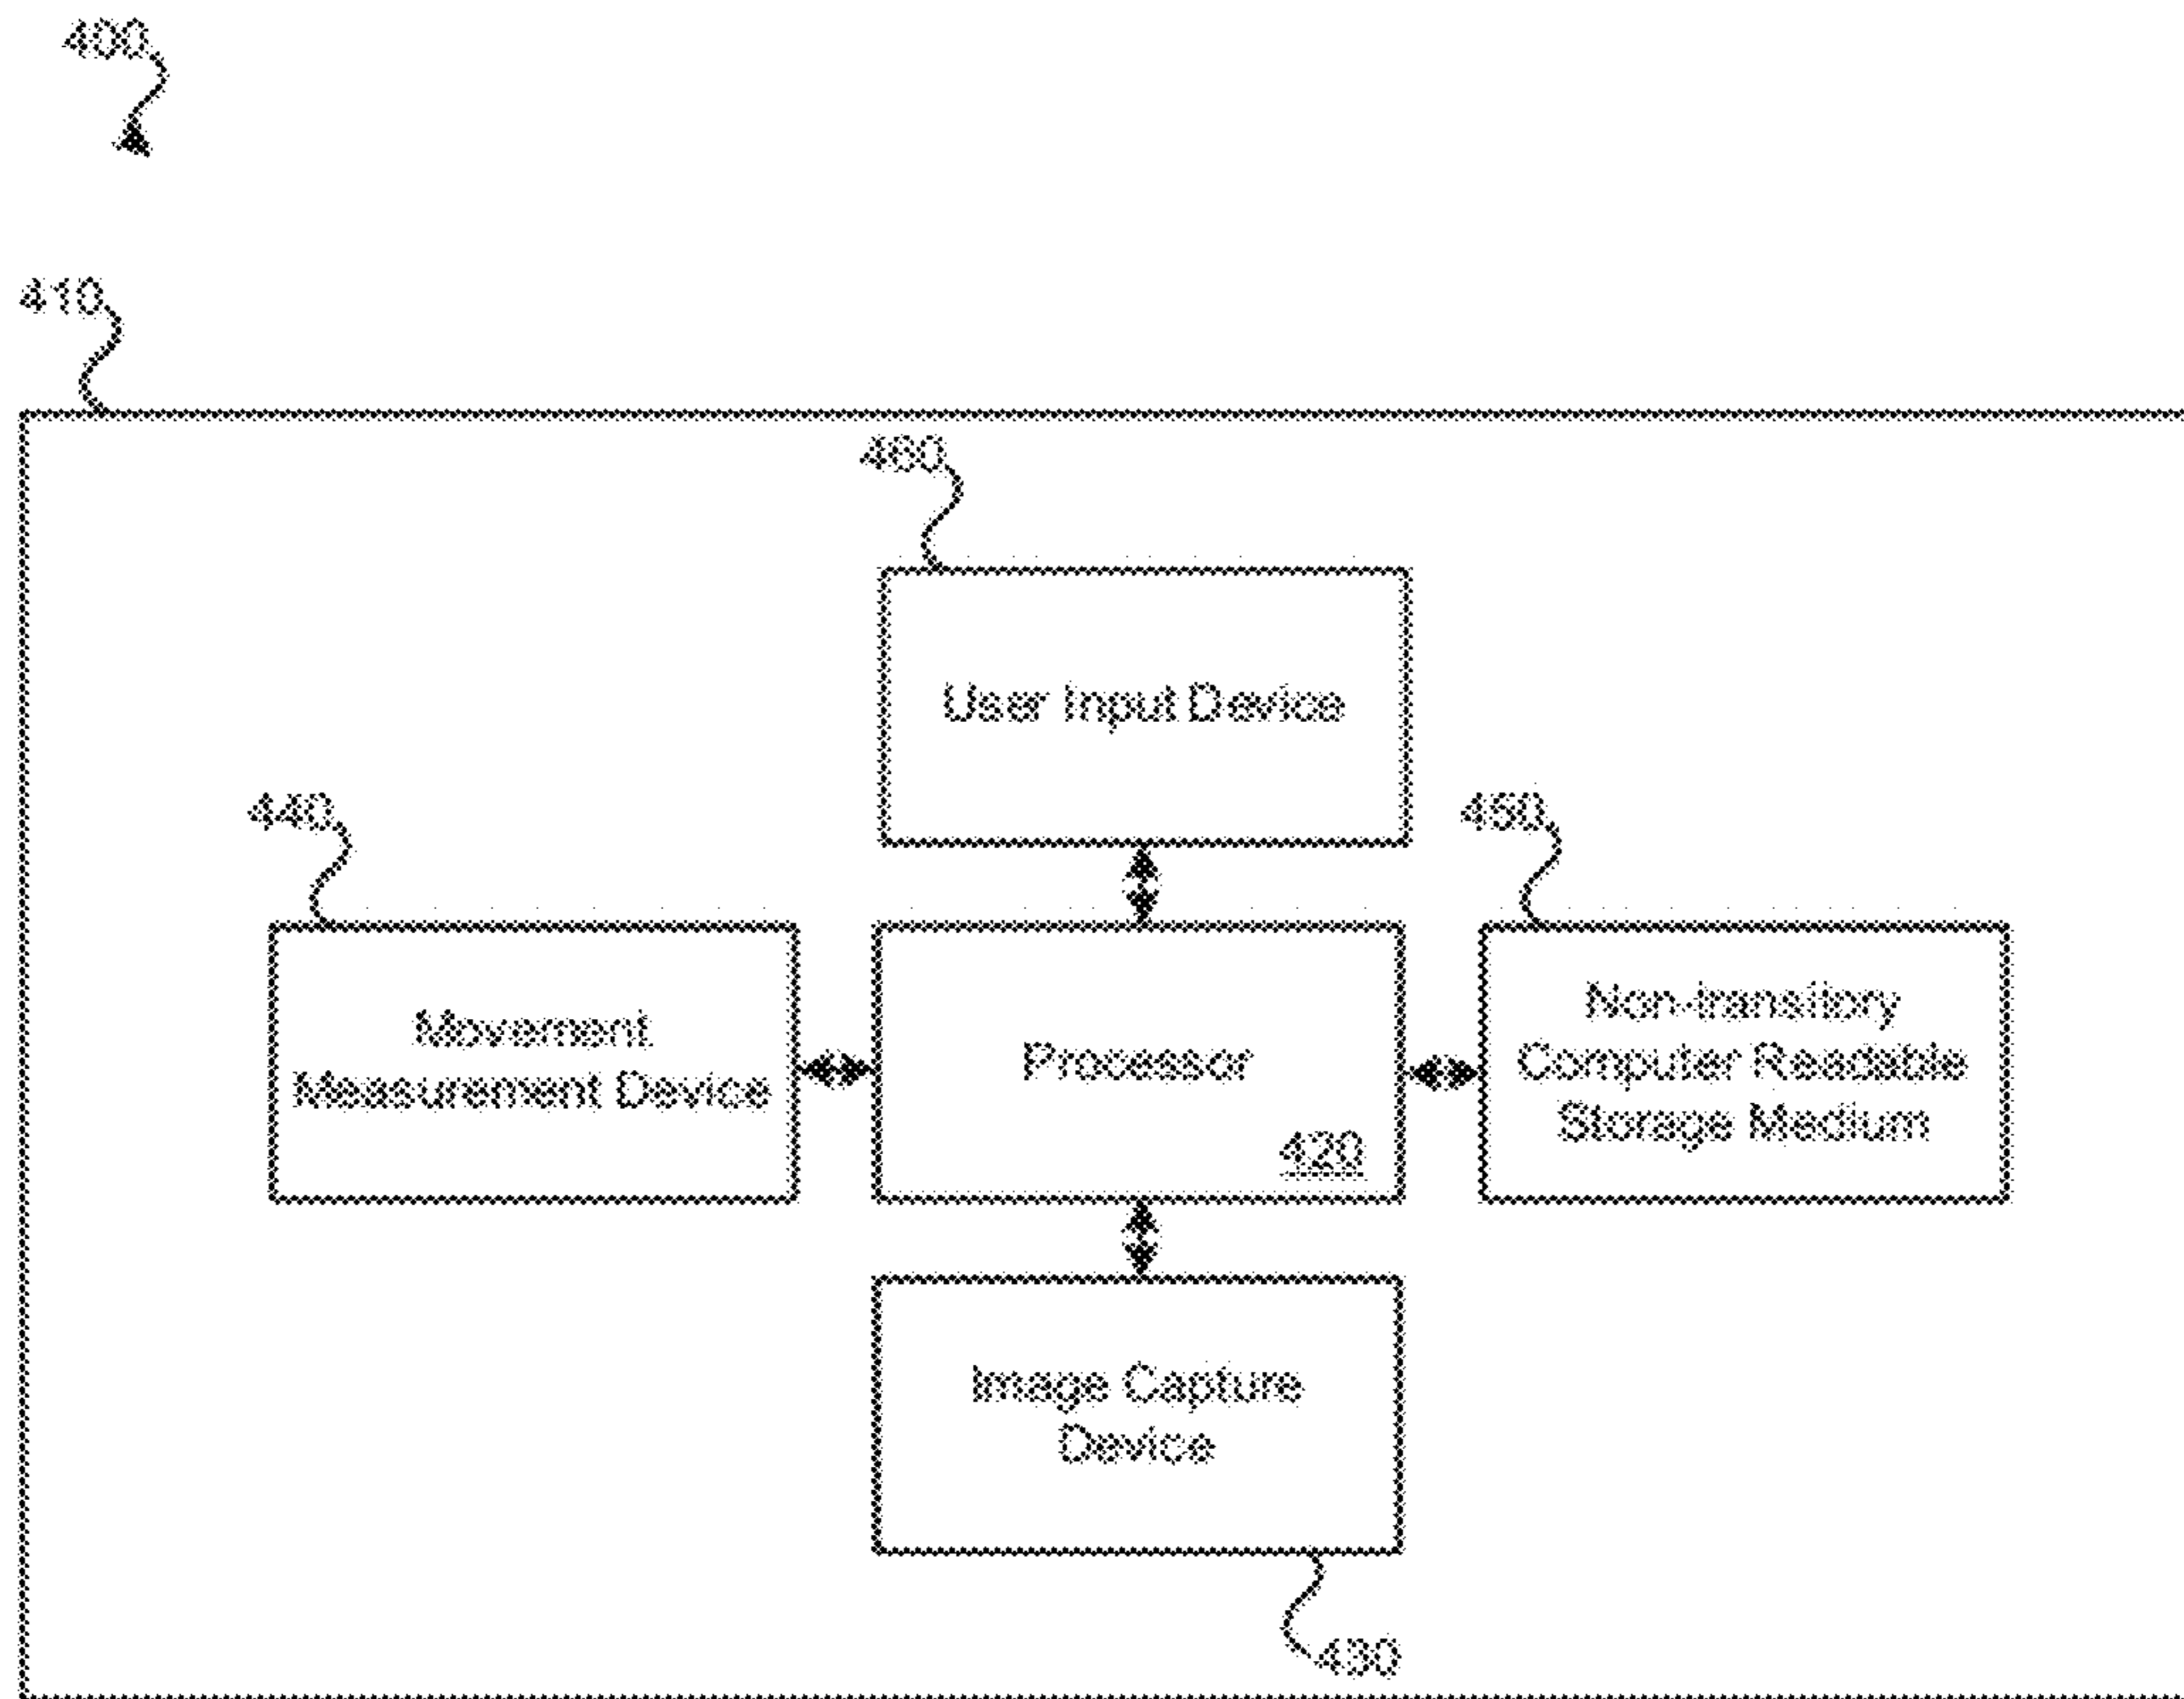 400
410
460
User Input Device
440
450
Movement
Measurement Device
Processor
420
Non-transitory
Computer Readable
Storage Medium
Image Capture
Device
430